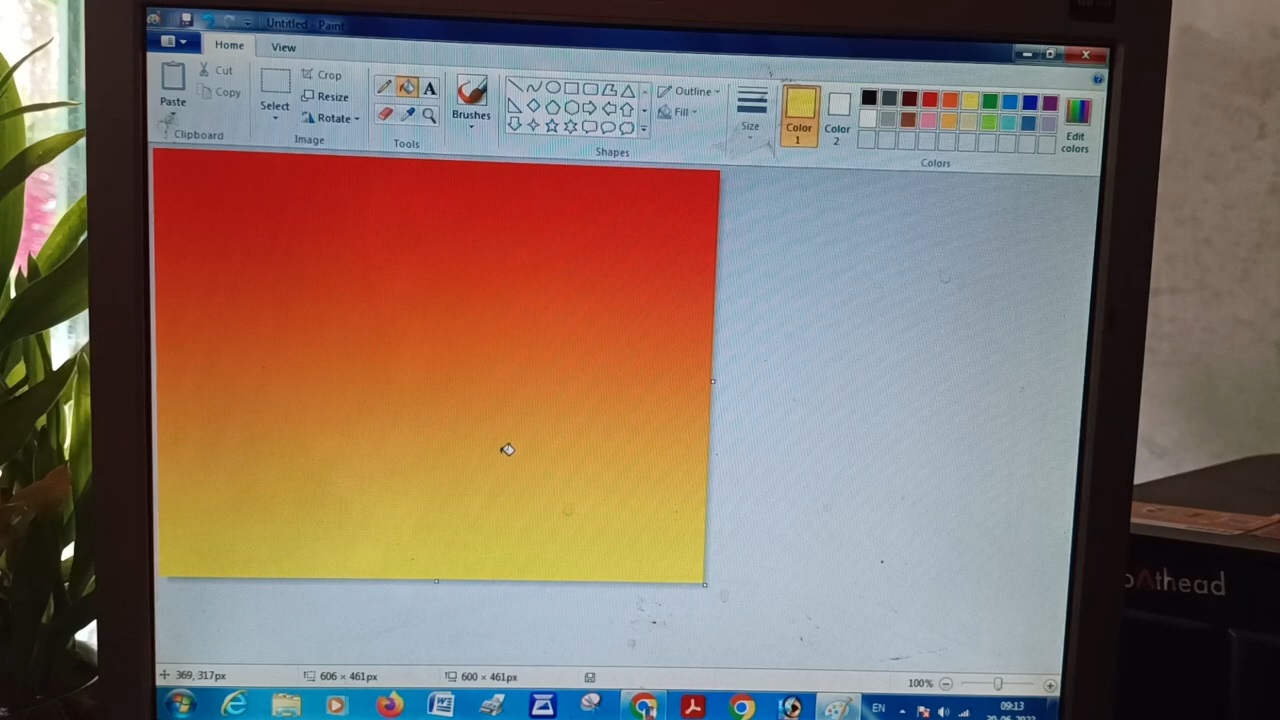 Untitled - Paint
Home View
Paste
Cut
Copy
Clipboard
Select
Crop
Resize
Rotate
Image
A
Tools
Brushes
Shapes
Outline
Fill
Size
Color 1
Color 2
Edit colors
Colors
369, 317px
606 × 461px
600 × 461px
100%
EN
09:13
Athead